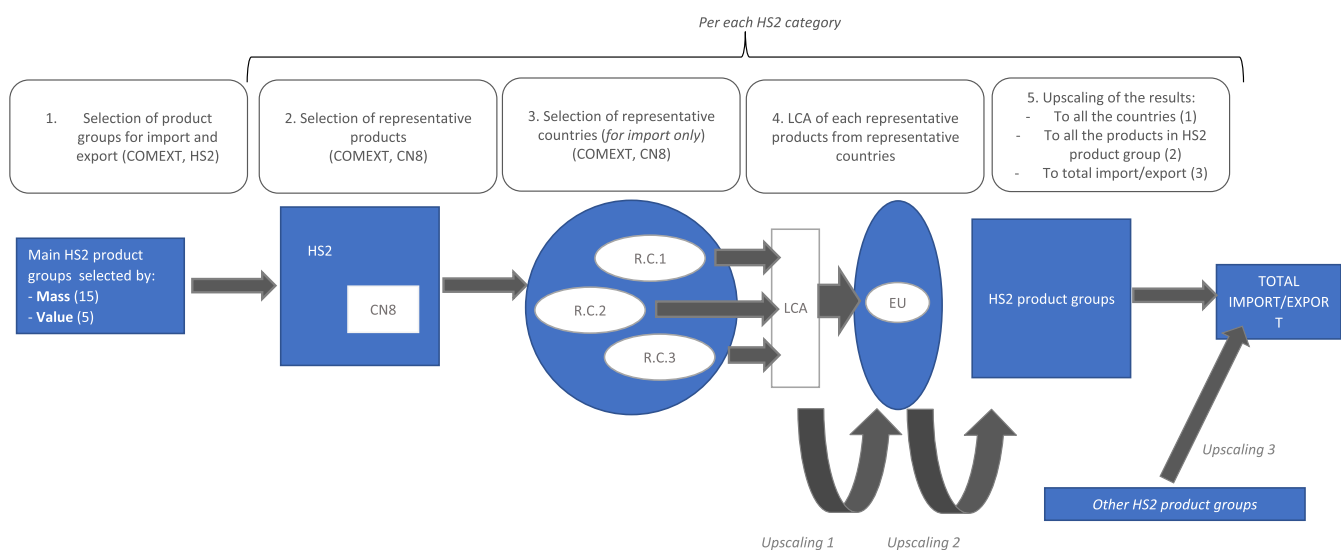 Per each HS2 category
1. Selection of product
groups for import and
export (COMEXT, HS2)
2. Selection of representative
products
(COMEXT, CN8)
3. Selection of representative
countries (for import only)
(COMEXT, CN8)
4. LCA of each representative
products from representative
countries
5. Upscaling of the results:
- To all the countries (1)
- To all the products in HS2
product group (2)
- To total import/export (3)
Main HS2 product
groups selected by:
- Mass (15)
- Value (5)
HS2
CN8
R.C.1
R.C.2
R.C.3
LCA
EU
HS2 product groups
TOTAL
IMPORT/EXPOR
T
Upscaling 3
Other HS2 product groups
Upscaling 1
Upscaling 2